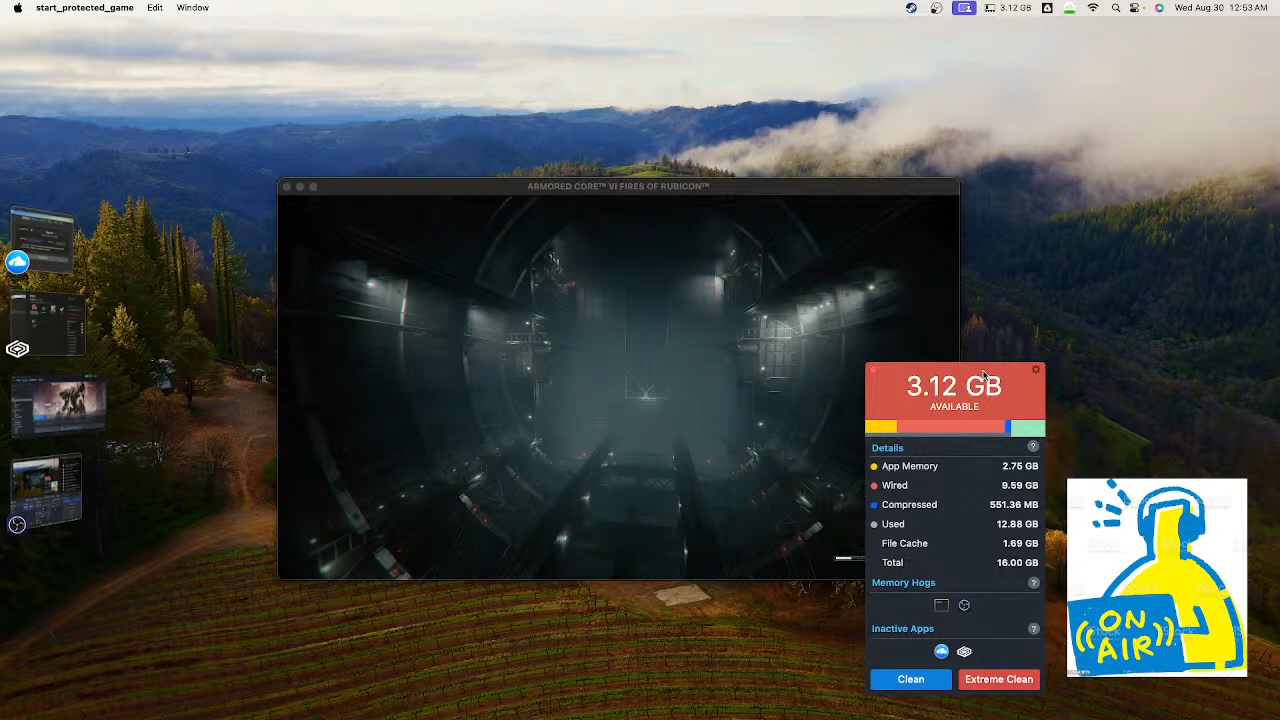 start_protected_game Edit Window
3.12 GB
Wed Aug 30 12:53 AM
ARMORED CORE™ VI FIRES OF RUBICON™
3.12 GB
AVAILABLE
Details ?
App Memory 2.75 GB
Wired 9.59 GB
Compressed 551.36 MB
Used 12.88 GB
File Cache 1.69 GB
Total 16.00 GB
Memory Hogs ?
Inactive Apps ?
Clean Extreme Clean
ON
AIR